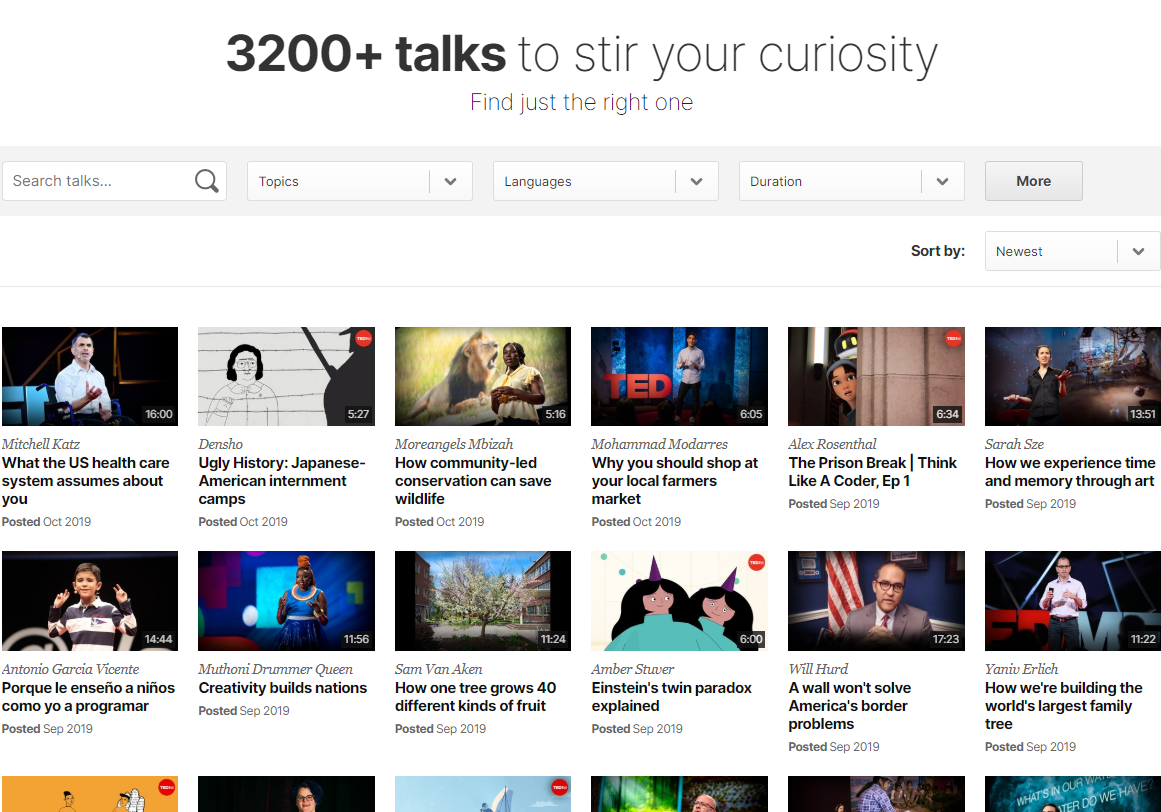 3200+ talks to stir your curiosity
Find just the right one
Search talks...
Topics
Languages
Duration
More
Sort by:
Newest
16:00
Mitchell Katz
What the US health care
system assumes about
you
Posted Oct 2019
5:27
Densho
Ugly History: Japanese-
American internment
camps
Posted Oct 2019
5:16
Moreangels Mbizah
How community-led
conservation can save
wildlife
Posted Oct 2019
TED
6:05
Mohammad Modarres
Why you should shop at
your local farmers
market
Posted Oct 2019
6:34
Alex Rosenthal
The Prison Break | Think
Like A Coder, Ep 1
Posted Sep 2019
13:51
Sarah Sze
How we experience time
and memory through art
Posted Sep 2019
14:44
Antonio García Vicente
Porque le enseño a niños
como yo a programar
Posted Sep 2019
11:56
Muthoni Drummer Queen
Creativity builds nations
Posted Sep 2019
11:24
Sam Van Aken
How one tree grows 40
different kinds of fruit
Posted Sep 2019
6:00
Amber Stuver
Einstein's twin paradox
explained
Posted Sep 2019
17:23
Will Hurd
A wall won't solve
America's border
problems
Posted Sep 2019
11:22
Yaniv Erlich
How we're building the
world's largest family
tree
Posted Sep 2019
WHAT'S IN OUR WAT
TER DO WE HAVE?